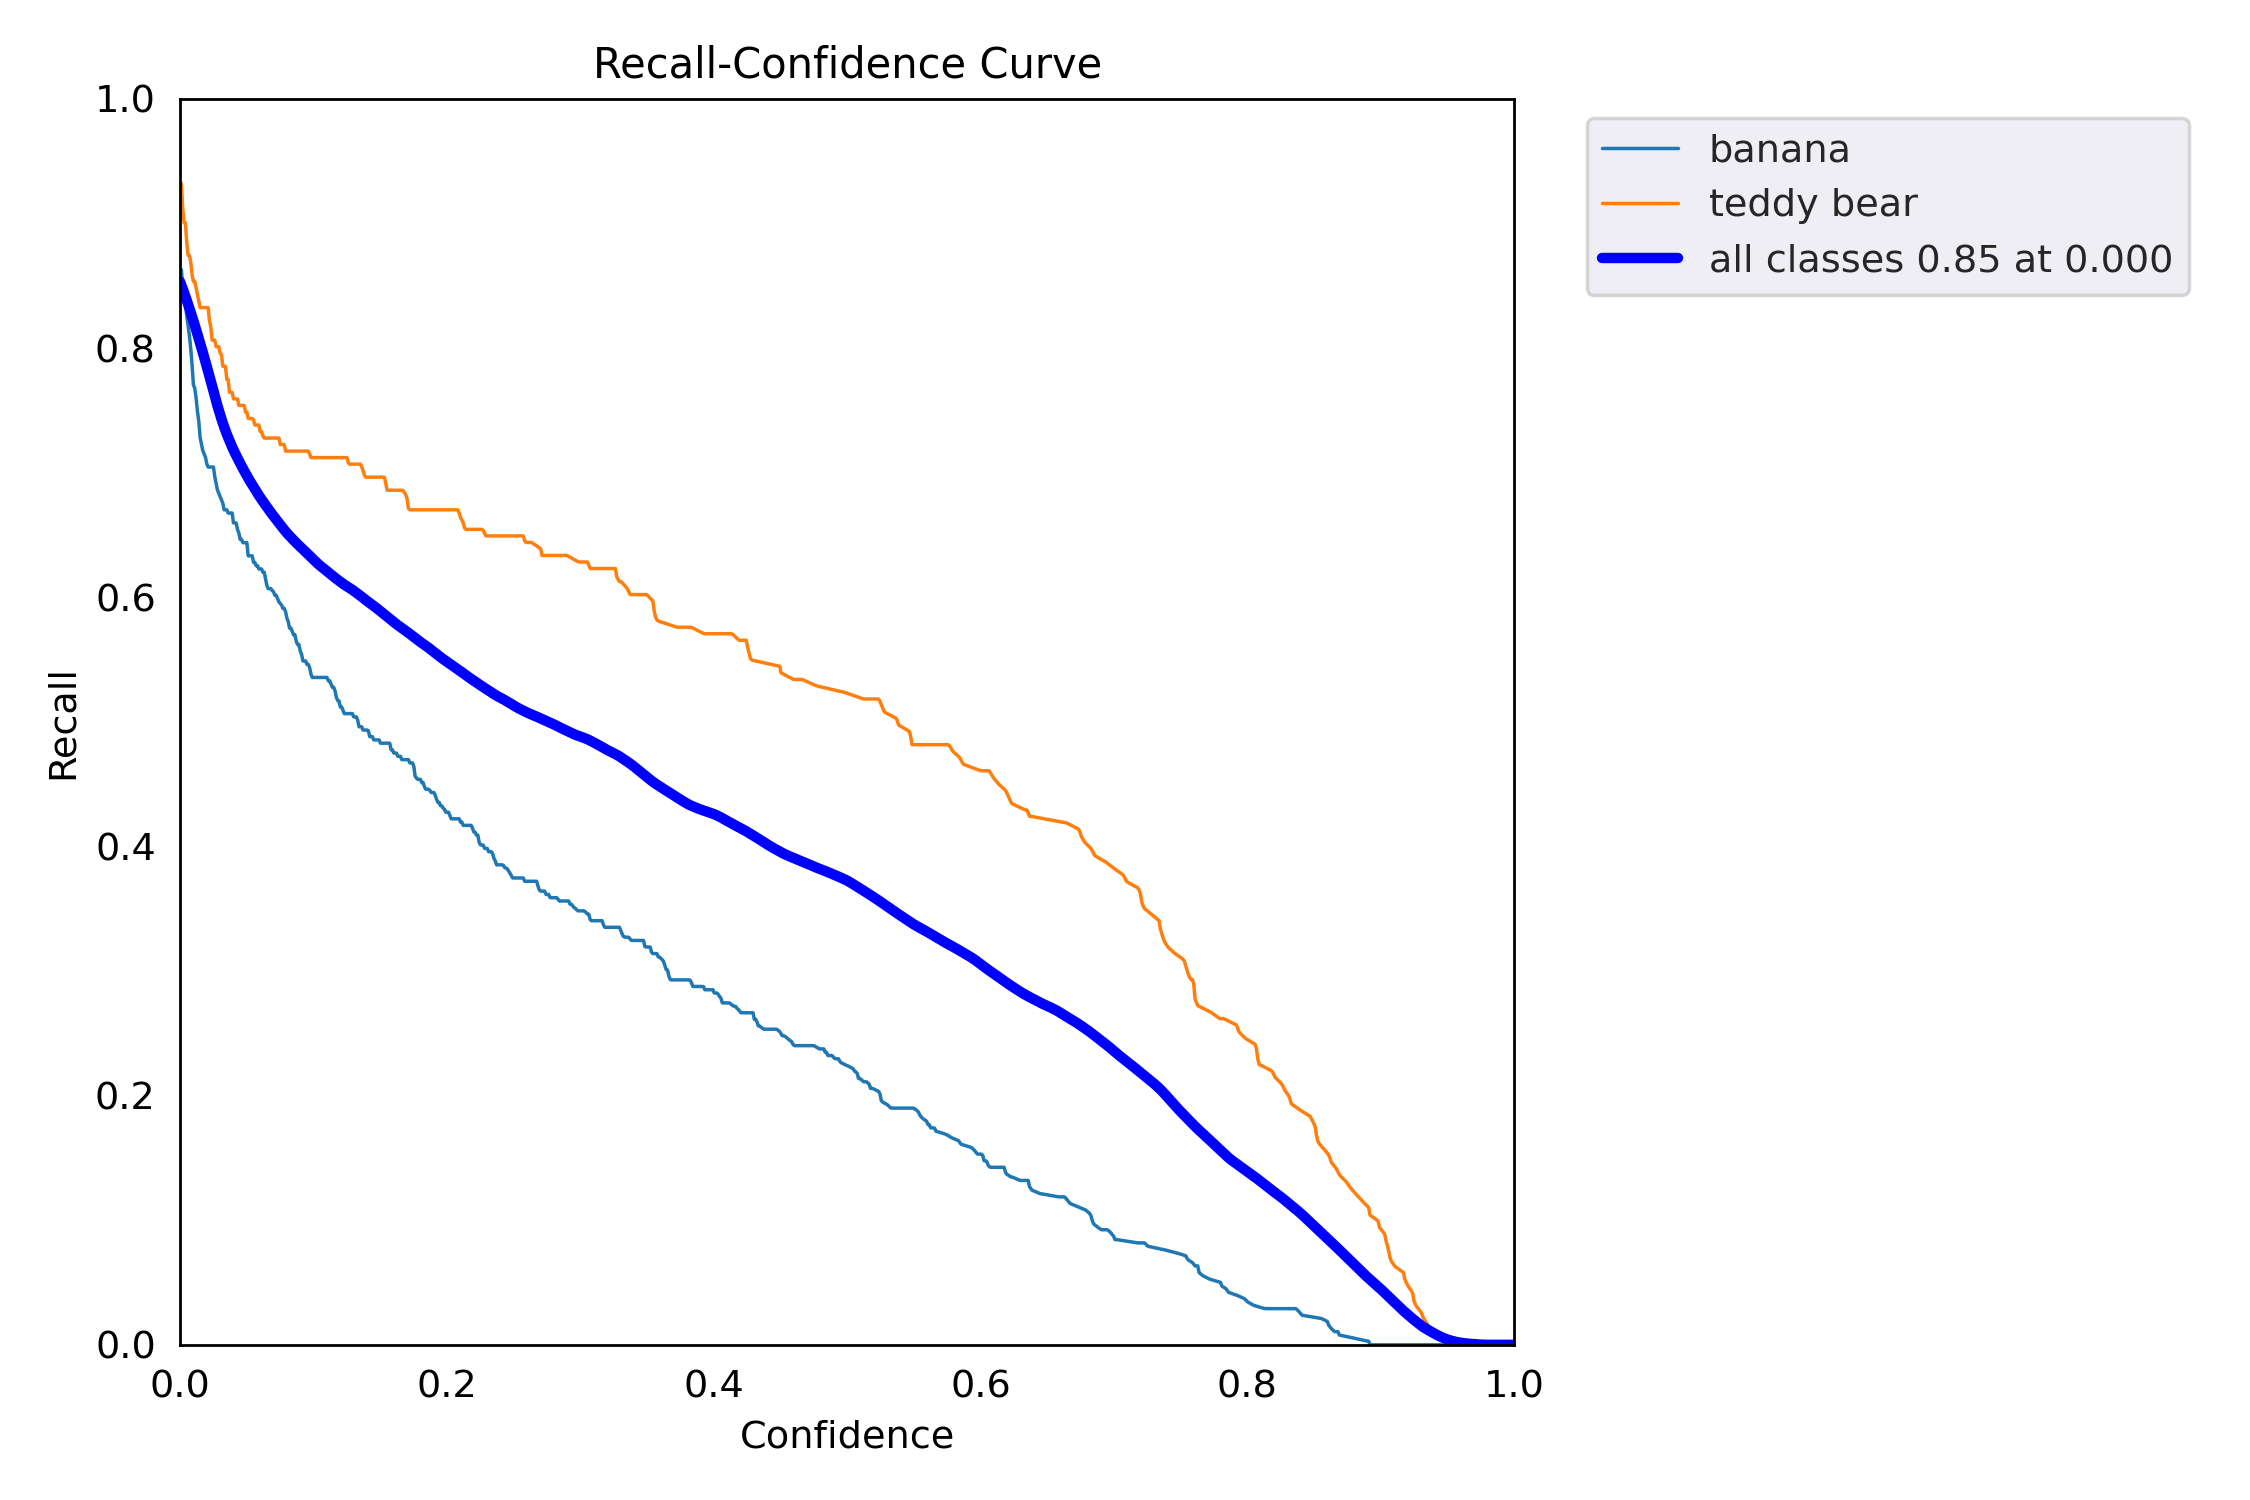 Recall-Confidence Curve
1.0
0.8
0.6
0.4
0.2
0.0
Recall
0.0 0.2 0.4 0.6 0.8 1.0
Confidence
banana
teddy bear
all classes 0.85 at 0.000